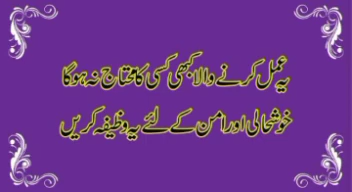 یہ عمل کرنے والا کبھی کسی کا محتاج نہ ہوگا
خوشحالی اور امن کے لئے یہ وظیفہ کریں